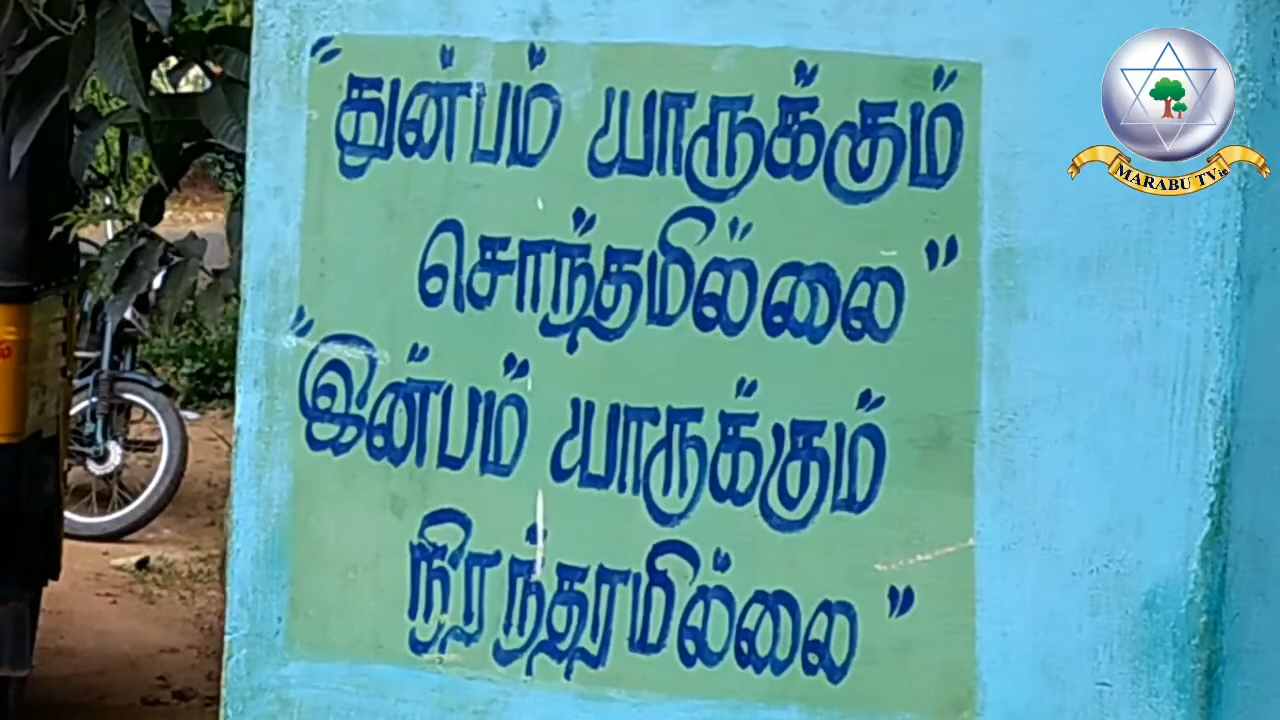 "துன்பம் யாருக்கும்
சொந்தமில்லை"
"இன்பம் யாருக்கும்
நிரந்தரமில்லை"
MARABU TV